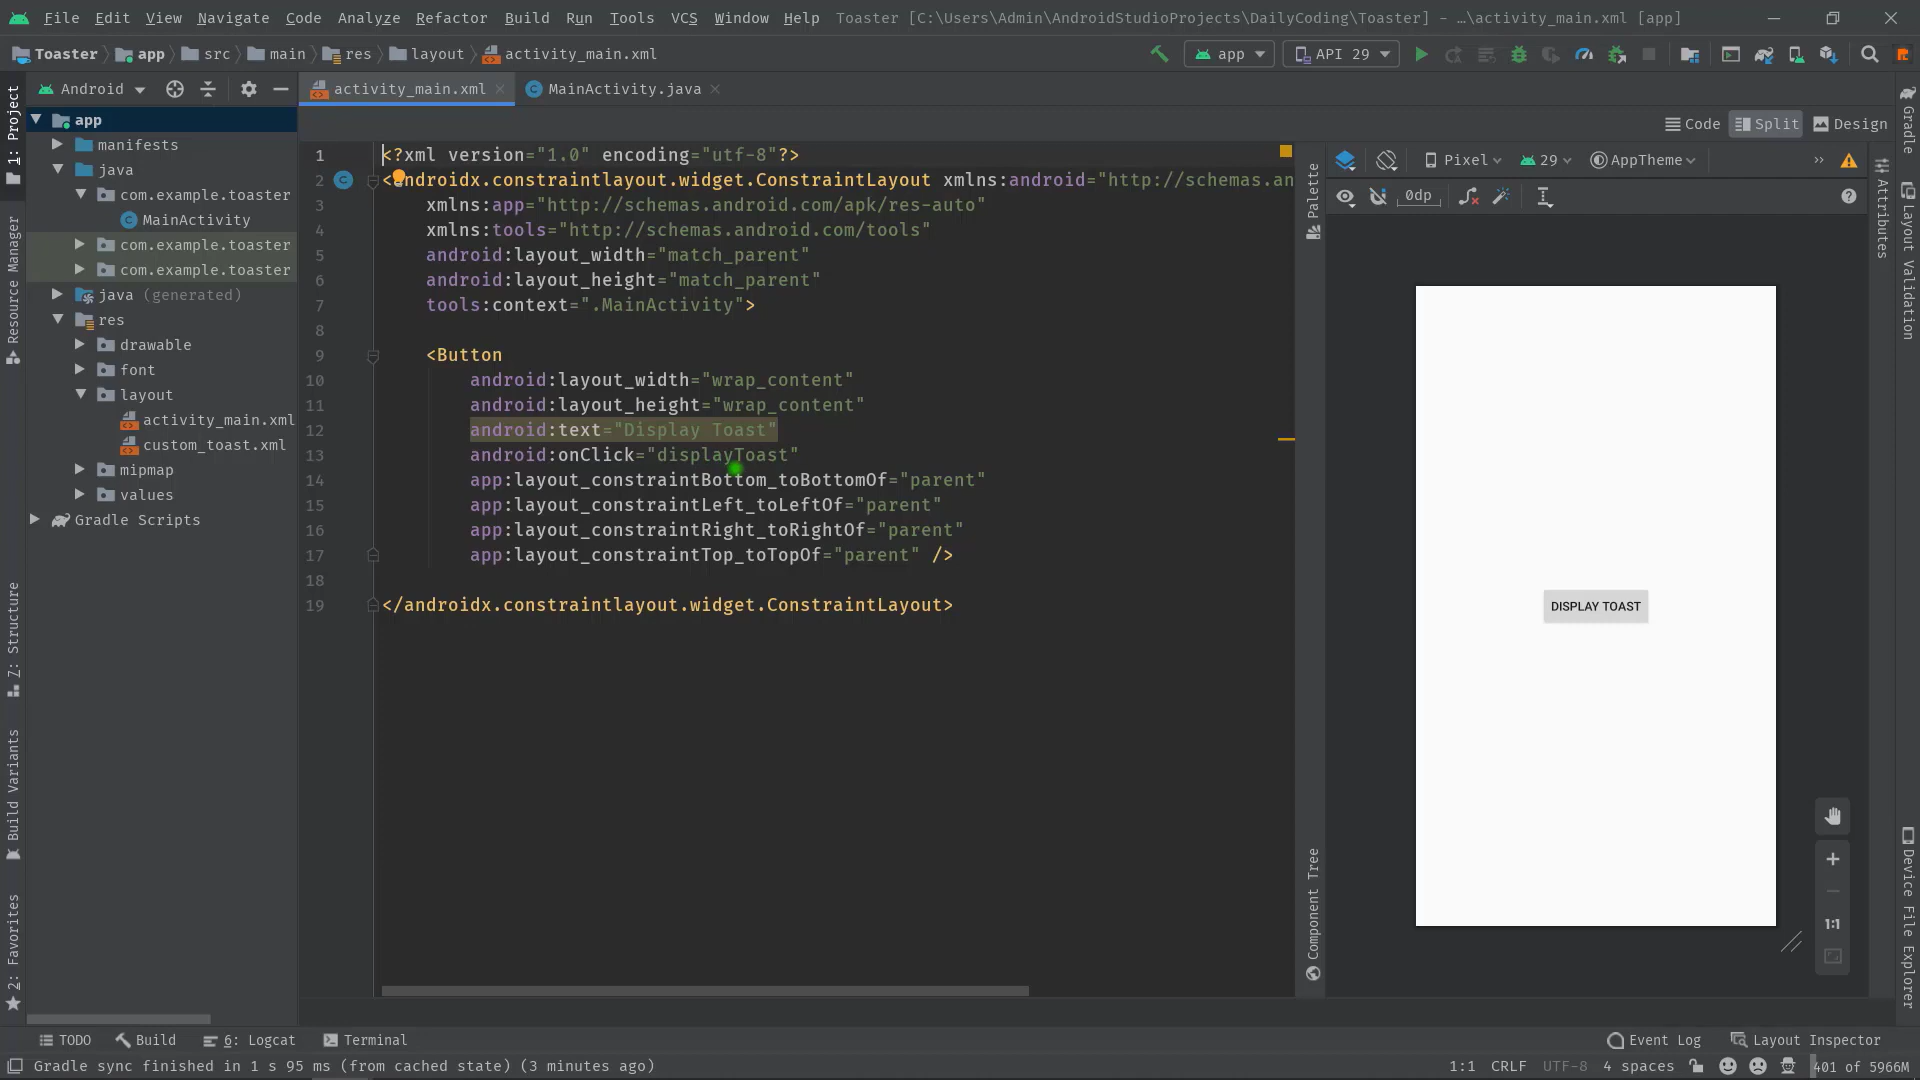 File Edit View Navigate Code Analyze Refactor Build Run Tools VCS Window Help Toaster [C:\Users\Admin\AndroidStudioProjects\DailyCoding\Toaster] - ...\activity_main.xml [app]
Toaster app src main res layout activity_main.xml app API 29
Android activity_main.xml MainActivity.java
Code Split Design
Pixel 29 AppTheme
0dp
1: Project
Resource Manager
Z: Structure
Build Variants
2: Favorites
app
manifests
java
com.example.toaster
MainActivity
com.example.toaster
com.example.toaster
java (generated)
res
drawable
font
layout
activity_main.xml
custom_toast.xml
mipmap
values
Gradle Scripts
1 <?xml version="1.0" encoding="utf-8"?>
2 <androidx.constraintlayout.widget.ConstraintLayout xmlns:android="http://schemas.an
3 xmlns:app="http://schemas.android.com/apk/res-auto"
4 xmlns:tools="http://schemas.android.com/tools"
5 android:layout_width="match_parent"
6 android:layout_height="match_parent"
7 tools:context=".MainActivity">
8
9 <Button
10 android:layout_width="wrap_content"
11 android:layout_height="wrap_content"
12 android:text="Display Toast"
13 android:onClick="displayToast"
14 app:layout_constraintBottom_toBottomOf="parent"
15 app:layout_constraintLeft_toLeftOf="parent"
16 app:layout_constraintRight_toRightOf="parent"
17 app:layout_constraintTop_toTopOf="parent" />
18
19 </androidx.constraintlayout.widget.ConstraintLayout>
Palette
Component Tree
DISPLAY TOAST
1:1
Attributes
Gradle
Layout Validation
Device File Explorer
TODO Build 6: Logcat Terminal Event Log Layout Inspector
Gradle sync finished in 1 s 95 ms (from cached state) (3 minutes ago) 1:1 CRLF UTF-8 4 spaces 401 of 5966M